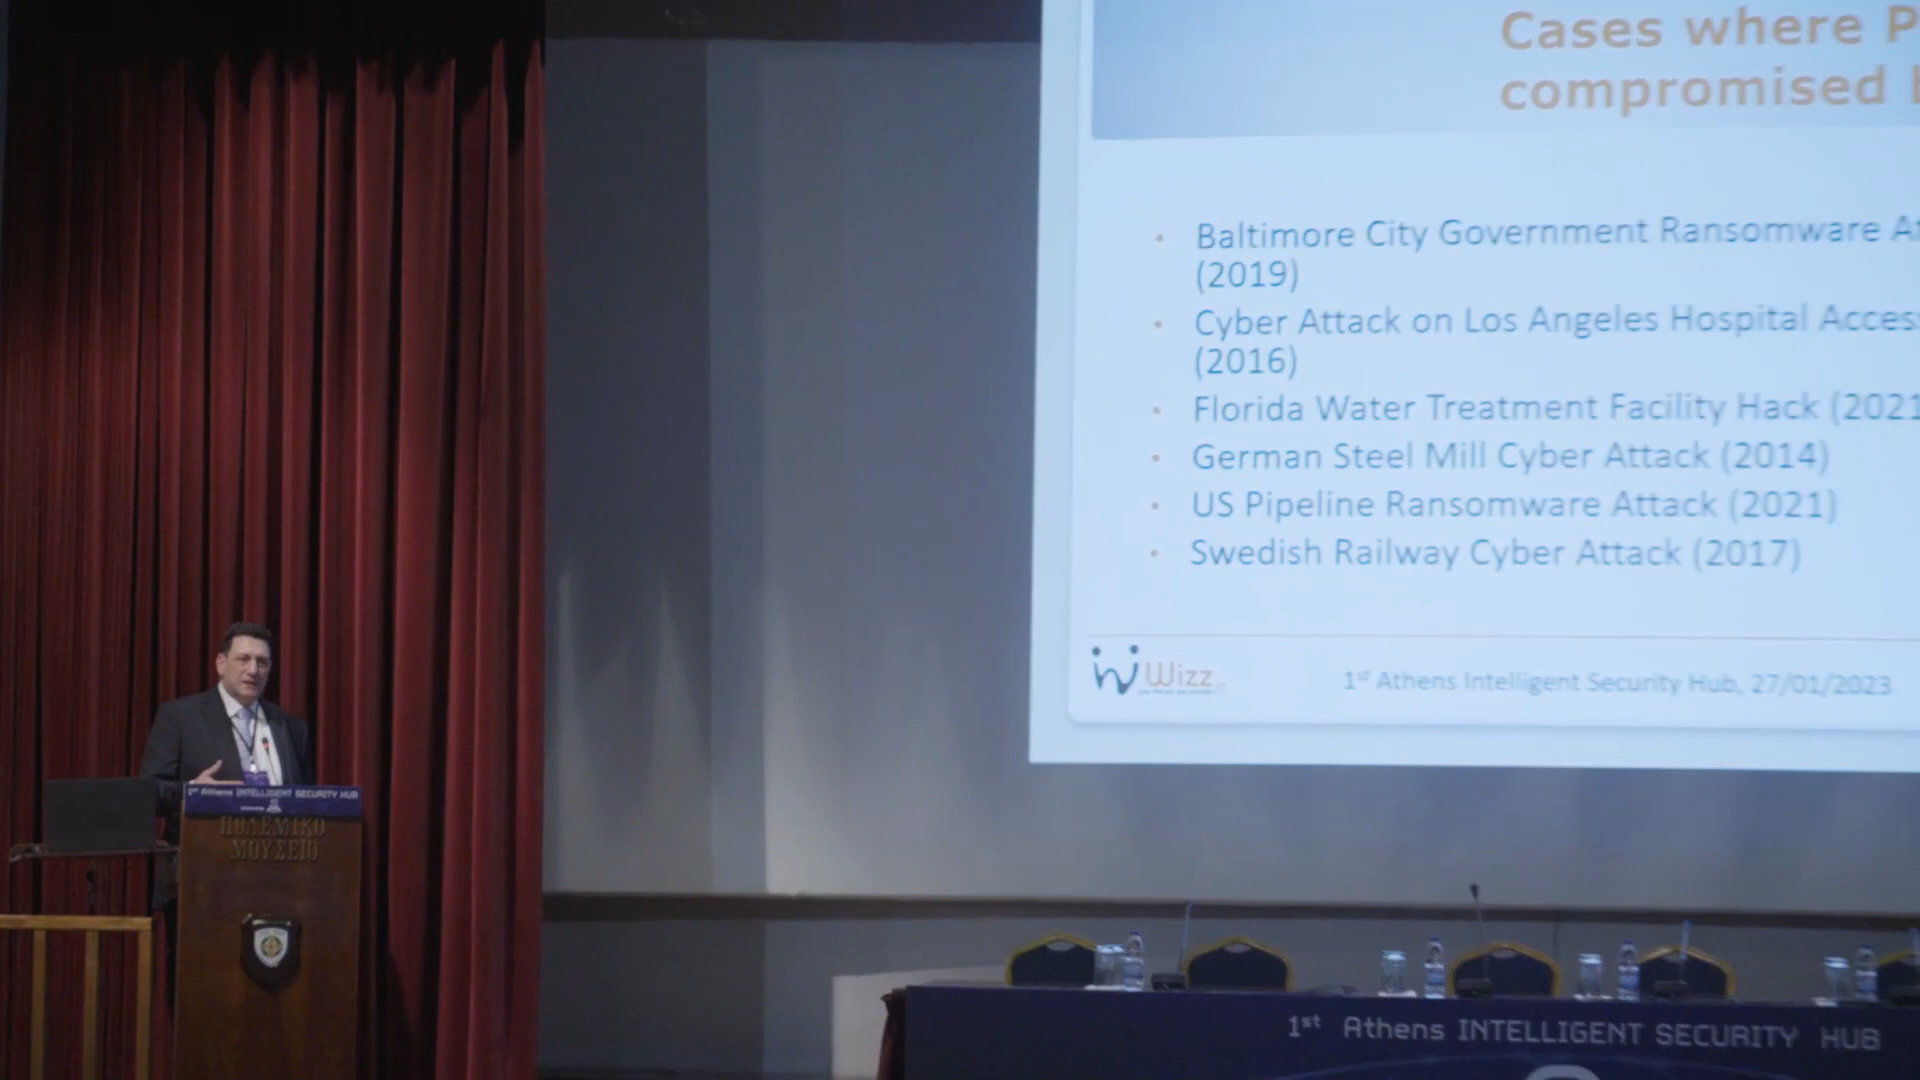 Cases where P
compromised
Baltimore City Government Ransomware
(2019)
Cyber Attack on Los Angeles Hospital Acces
(2016)
Florida Water Treatment Facility Hack (2021
German Steel Mill Cyber Attack (2014)
US Pipeline Ransomware Attack (2021)
Swedish Railway Cyber Attack (2017)
Wizz
1st Athens Intelligent Security Hub, 27/01/2023
1st Athens INTELLIGENT SECURITY HUB
ΠΟΛΕΜΙΚΟ
ΜΟΥΣΕΙΟ
1st Athens INTELLIGENT SECURITY HUB